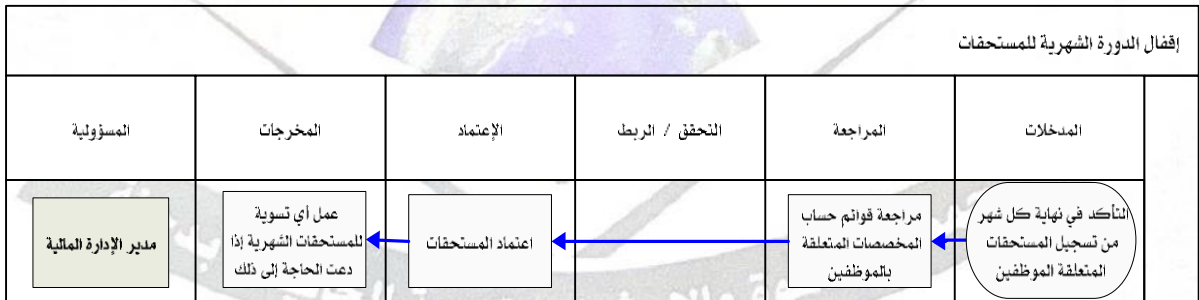 إقفال الدورة الشهرية للمستحقات
المدخلات
المراجعة
التحقق / الربط
الإعتماد
المخرجات
المسؤولية
التأكد في نهاية كل شهر
من تسجيل المستحقات
المتعلقة الموظفين
مراجعة قوائم حساب
المخصصات المتعلقة
بالموظفين
اعتماد المستحقات
عمل أي تسوية
للمستحقات الشهرية إذا
دعت الحاجة إلى ذلك
مدير الإدارة المالية